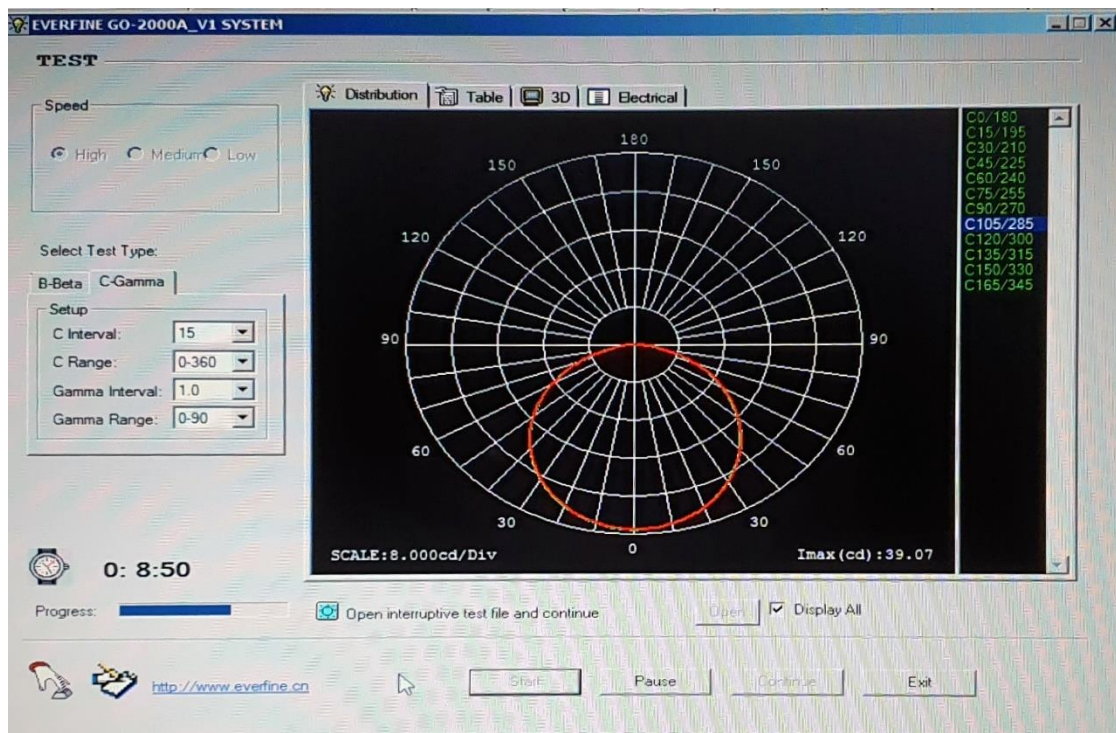 EVERFINE GO-2000A_V1 SYSTEM
TEST
Speed
High Medium Low
Select Test Type:
B-Beta C-Gamma
Setup
C Interval: 15
C Range: 0-360
Gamma Interval: 1.0
Gamma Range: 0-90
0: 8:50
Progress:
Distribution Table 3D Electrical
180
150 150
120 120
90 90
60 60
30 30
0
SCALE:8.000cd/Div Imax(cd):39.07
C0/180
C15/195
C30/210
C45/225
C60/240
C75/255
C90/270
C105/285
C120/300
C135/315
C150/330
C165/345
Open interruptive test file and continue Open Display All
http://www.everfine.cn
Start Pause Continue Exit